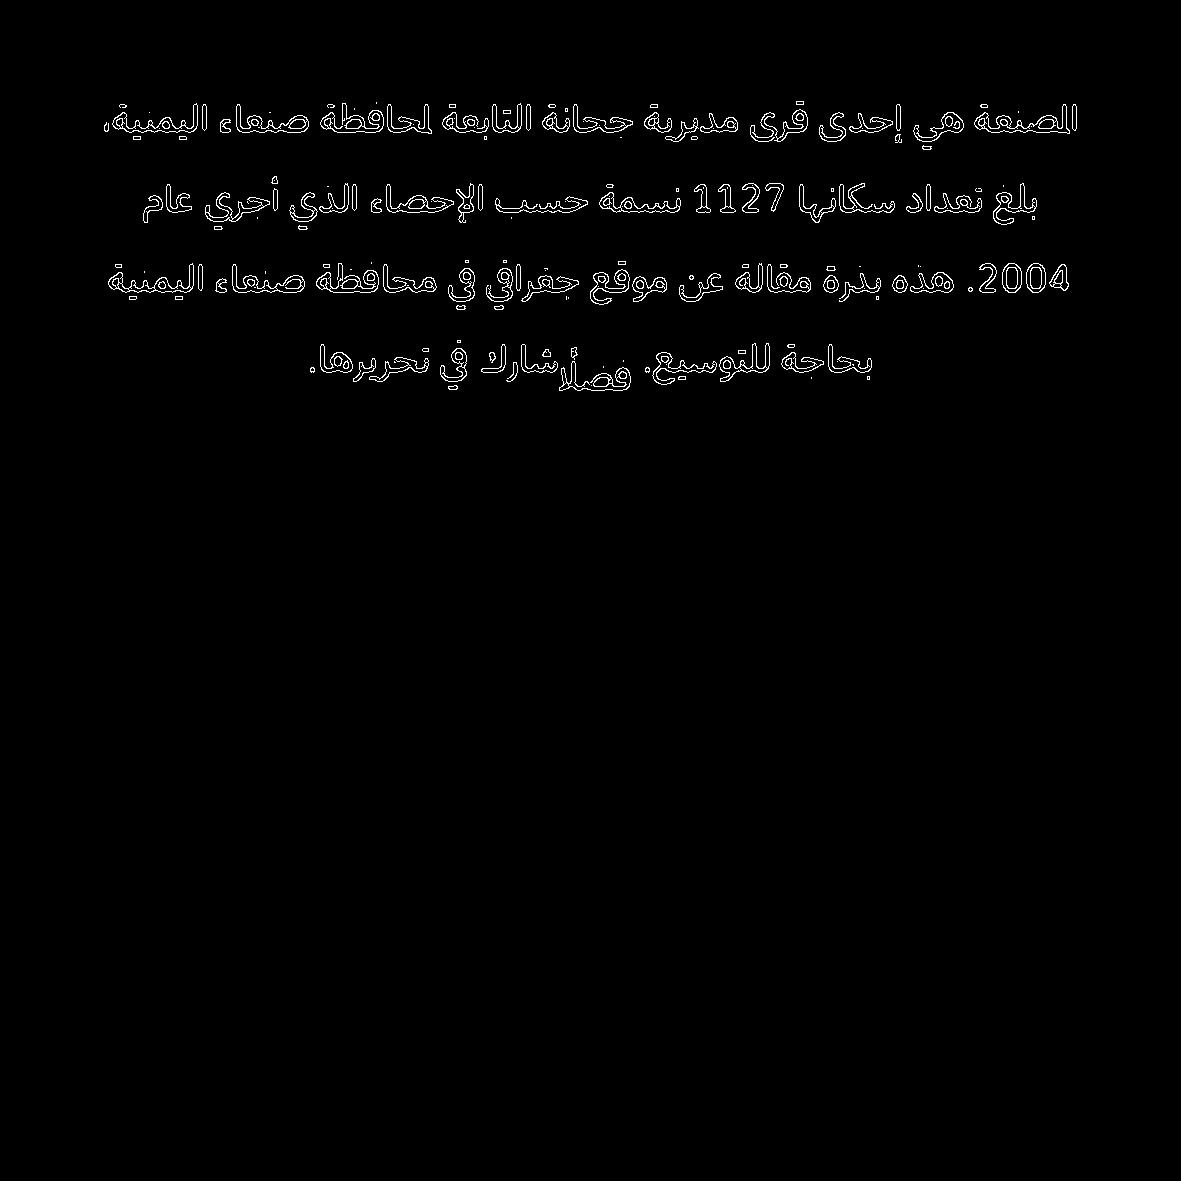 الصنعة هي إحدى قرى مديرية جحانة التابعة لمحافظة صنعاء اليمنية،
بلغ تعداد سكانها 1127 نسمة حسب الإحصاء الذي أجري عام
2004. هذه بذرة مقالة عن موقع جغرافي في محافظة صنعاء اليمنية
بحاجة للتوسيع. فضلًا شارك في تحريرها.